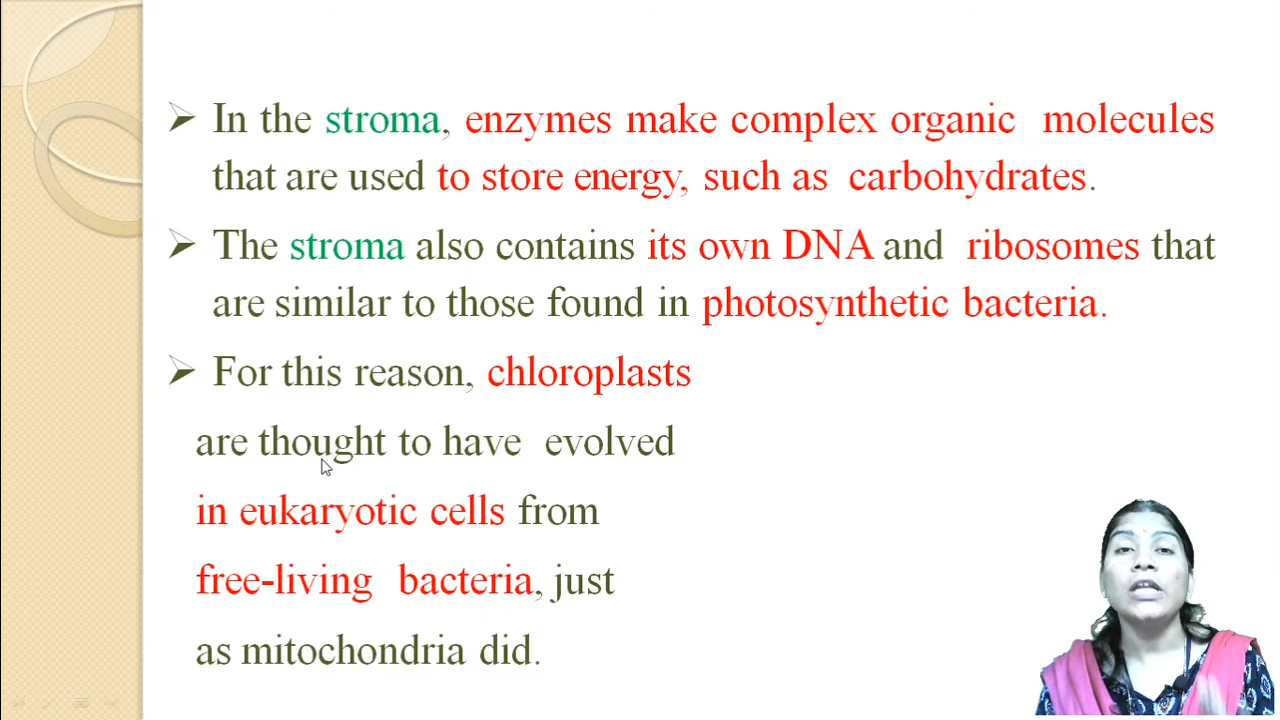 In the stroma, enzymes make complex organic molecules
that are used to store energy, such as carbohydrates.
The stroma also contains its own DNA and ribosomes that
are similar to those found in photosynthetic bacteria.
For this reason, chloroplasts
are thought to have evolved
in eukaryotic cells from
free-living bacteria, just
as mitochondria did.